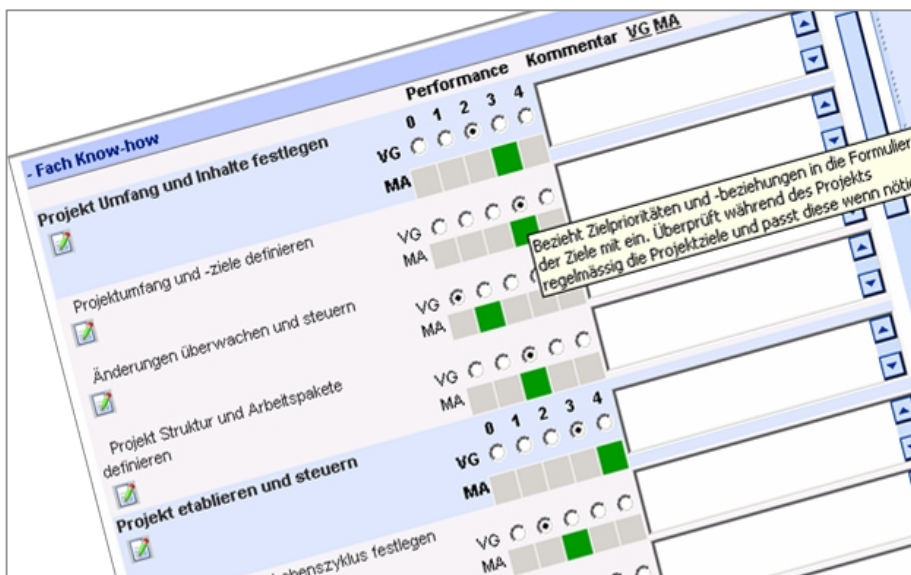 Performance Kommentar VG MA
- Fach Know-how
0 1 2 3 4
Projekt Umfang und Inhalte festlegen VG
MA
Projektumfang und -ziele definieren VG
MA
Bezieht Zielprioritäten und -beziehungen in die
der Ziele mit ein. Überprüft während des Projekts
regelmässig die Projektziele und passt diese wenn
Änderungen überwachen und steuern VG
MA
Projekt Struktur und Arbeitspakete VG
definieren MA
0 1 2 3 4
Projekt etablieren und steuern VG
MA
festlegen VG
MA